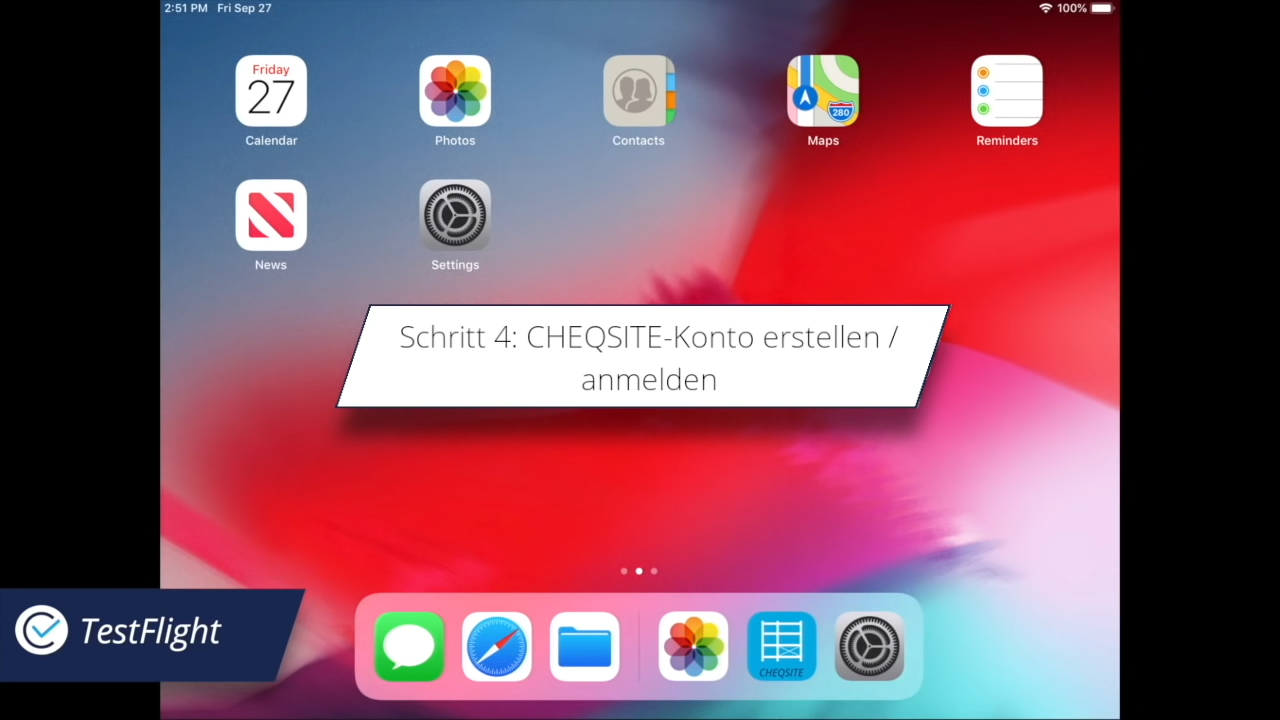 2:51 PM Fri Sep 27
100%
Friday
27
280
Calendar
Photos
Contacts
Maps
Reminders
News
Settings
Schritt 4: CHEQSITE-Konto erstellen /
anmelden
TestFlight
CHEQSITE